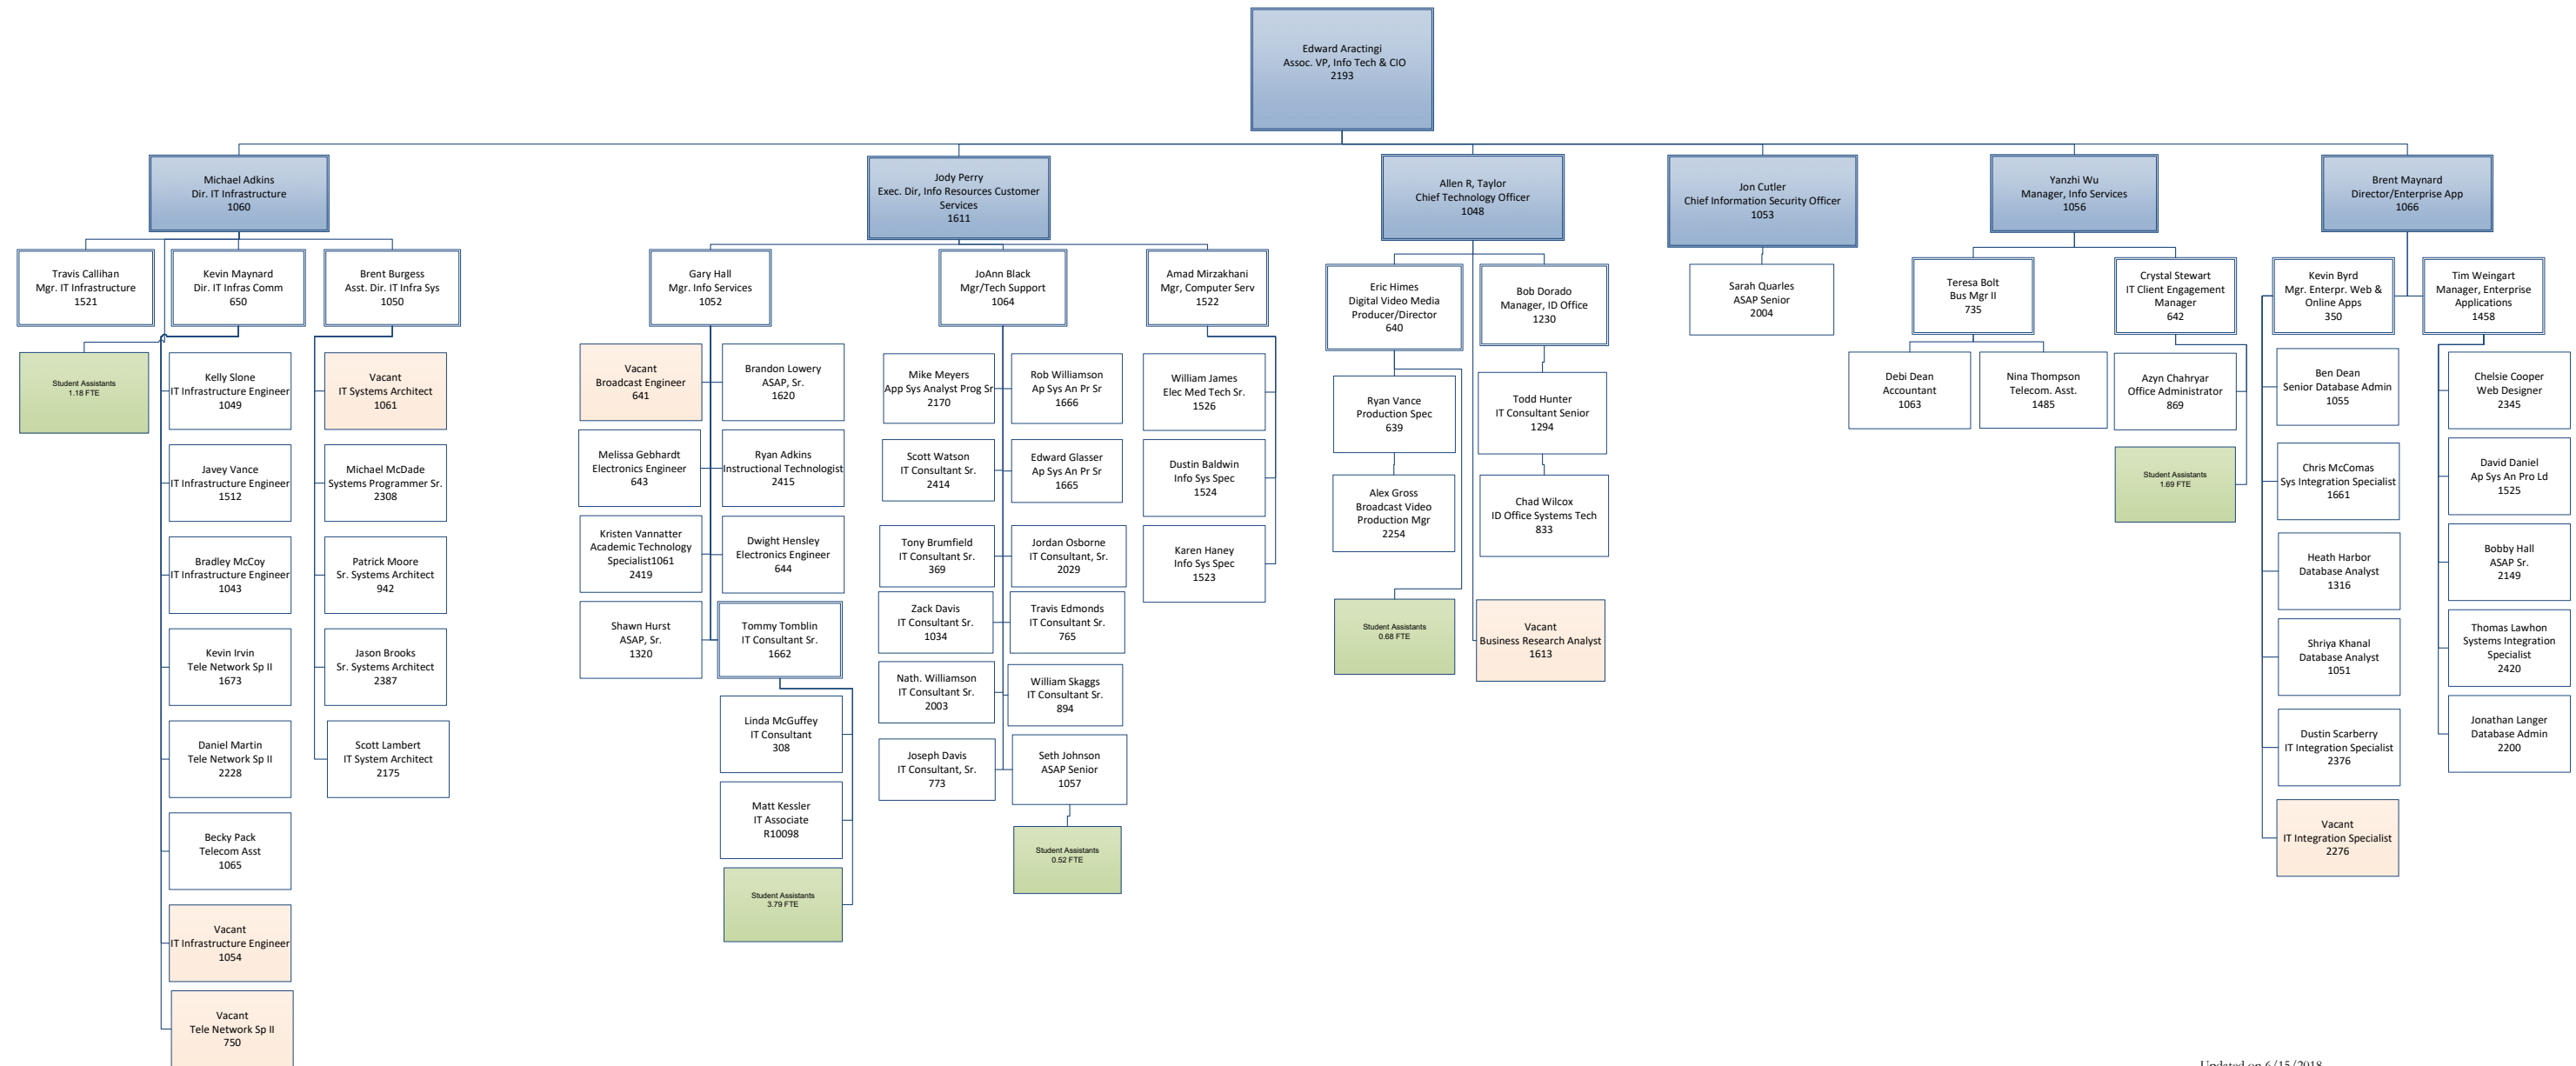 Edward Aractingi
Assoc. VP, Info Tech & CIO
2193
Michael Adkins
Dir. IT Infrastructure
1060
Jody Perry
Exec. Dir, Info Resources Customer
Services
1611
Allen R, Taylor
Chief Technology Officer
1048
Jon Cutler
Chief Information Security Officer
1053
Yanzhi Wu
Manager, Info Services
1056
Brent Maynard
Director/Enterprise App
1066
Travis Callihan
Mgr. IT Infrastructure
1521
Kevin Maynard
Dir. IT Infras Comm
650
Brent Burgess
Asst. Dir. IT Infra Sys
1050
Student Assistants
1.18 FTE
Kelly Slone
IT Infrastructure Engineer
1049
Javey Vance
IT Infrastructure Engineer
1512
Bradley McCoy
IT Infrastructure Engineer
1043
Kevin Irvin
Tele Network Sp II
1673
Daniel Martin
Tele Network Sp II
2228
Becky Pack
Telecom Asst
1065
Vacant
IT Infrastructure Engineer
1054
Vacant
Tele Network Sp II
750
Vacant
IT Systems Architect
1061
Michael McDade
Systems Programmer Sr.
2308
Patrick Moore
Sr. Systems Architect
942
Jason Brooks
Sr. Systems Architect
2387
Scott Lambert
IT System Architect
2175
Gary Hall
Mgr. Info Services
1052
JoAnn Black
Mgr/Tech Support
1064
Amad Mirzakhani
Mgr, Computer Serv
1522
Vacant
Broadcast Engineer
641
Brandon Lowery
ASAP, Sr.
1620
Melissa Gebhardt
Electronics Engineer
643
Ryan Adkins
Instructional Technologist
2415
Kristen Vannatter
Academic Technology
Specialist1061
2419
Dwight Hensley
Electronics Engineer
644
Shawn Hurst
ASAP, Sr.
1320
Tommy Tomblin
IT Consultant Sr.
1662
Linda McGuffey
IT Consultant
308
Matt Kessler
IT Associate
R10098
Student Assistants
3.79 FTE
Mike Meyers
App Sys Analyst Prog Sr
2170
Rob Williamson
Ap Sys An Pr Sr
1666
Scott Watson
IT Consultant Sr.
2414
Edward Glasser
Ap Sys An Pr Sr
1665
Tony Brumfield
IT Consultant Sr.
369
Jordan Osborne
IT Consultant, Sr.
2029
Zack Davis
IT Consultant Sr.
1034
Travis Edmonds
IT Consultant Sr.
765
Nath. Williamson
IT Consultant Sr.
2003
William Skaggs
IT Consultant Sr.
894
Joseph Davis
IT Consultant, Sr.
773
Seth Johnson
ASAP Senior
1057
Student Assistants
0.52 FTE
William James
Elec Med Tech Sr.
1526
Dustin Baldwin
Info Sys Spec
1524
Karen Haney
Info Sys Spec
1523
Eric Himes
Digital Video Media
Producer/Director
640
Bob Dorado
Manager, ID Office
1230
Ryan Vance
Production Spec
639
Alex Gross
Broadcast Video
Production Mgr
2254
Student Assistants
0.68 FTE
Todd Hunter
IT Consultant Senior
1294
Chad Wilcox
ID Office Systems Tech
833
Vacant
Business Research Analyst
1613
Sarah Quarles
ASAP Senior
2004
Teresa Bolt
Bus Mgr II
735
Crystal Stewart
IT Client Engagement
Manager
642
Debi Dean
Accountant
1063
Nina Thompson
Telecom. Asst.
1485
Azyn Chahryar
Office Administrator
869
Student Assistants
1.69 FTE
Kevin Byrd
Mgr. Enterpr. Web &
Online Apps
350
Tim Weingart
Manager, Enterprise
Applications
1458
Ben Dean
Senior Database Admin
1055
Chris McComas
Sys Integration Specialist
1661
Heath Harbor
Database Analyst
1316
Shriya Khanal
Database Analyst
1051
Dustin Scarberry
IT Integration Specialist
2376
Vacant
IT Integration Specialist
2276
Chelsie Cooper
Web Designer
2345
David Daniel
Ap Sys An Pro Ld
1525
Bobby Hall
ASAP Sr.
2149
Thomas Lawhon
Systems Integration
Specialist
2420
Jonathan Langer
Database Admin
2200
Updated on 6/15/2018